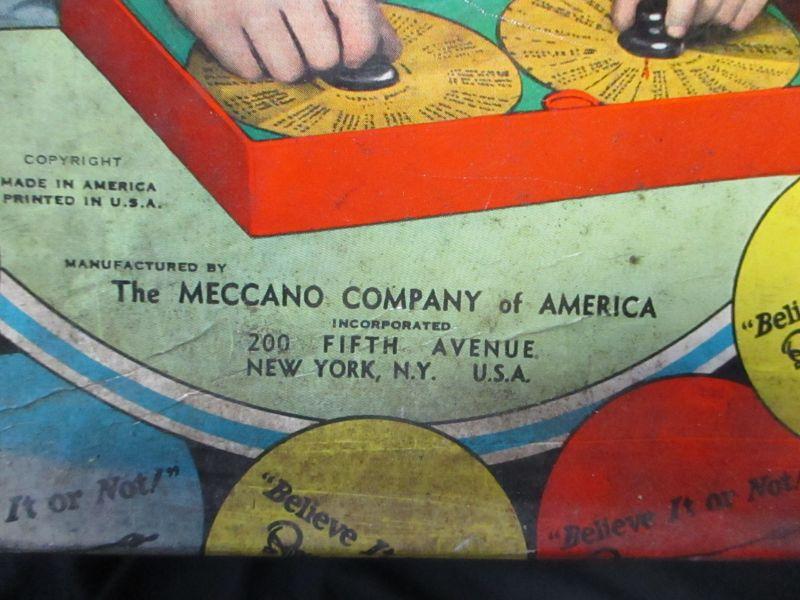 COPYRIGHT
MADE IN AMERICA
PRINTED IN U.S.A.
MANUFACTURED BY
The MECCANO COMPANY of AMERICA
INCORPORATED
200 FIFTH AVENUE
NEW YORK, N.Y. U.S.A.
It or Not!"
"Believe
"Believe It or Not!
"Beli